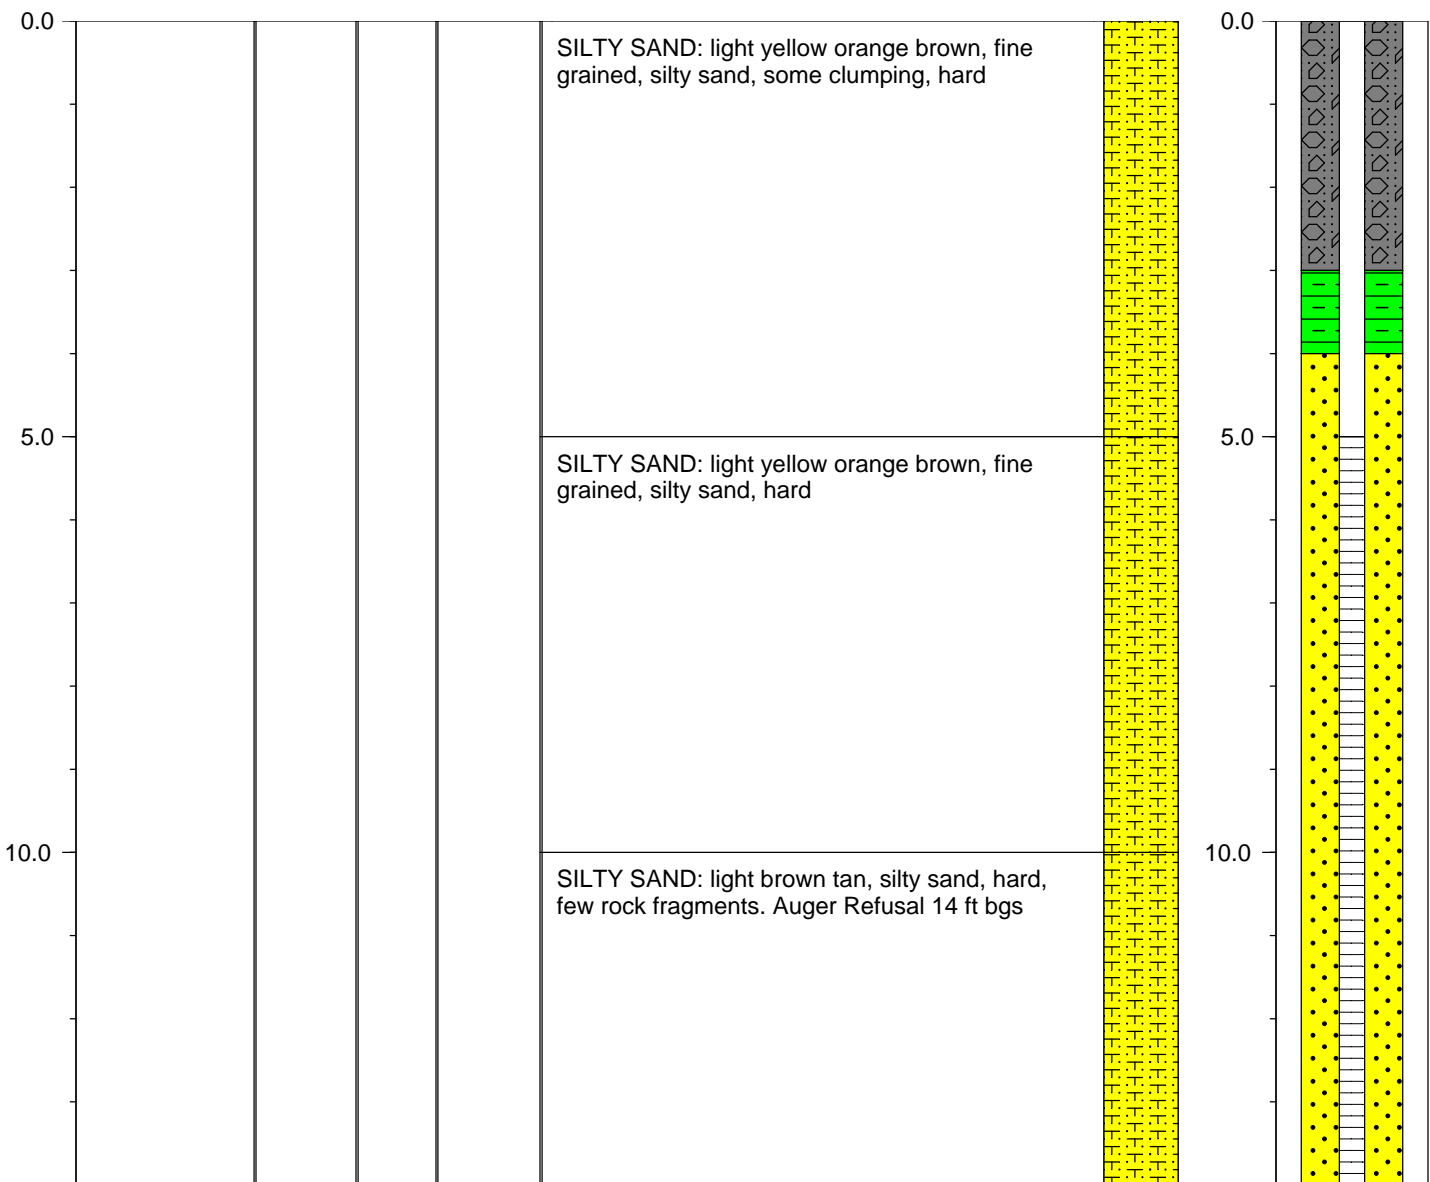 0.0
0.0
SILTY SAND: light yellow orange brown, fine
grained, silty sand, some clumping, hard
5.0
5.0
SILTY SAND: light yellow orange brown, fine
grained, silty sand, hard
10.0
10.0
SILTY SAND: light brown tan, silty sand, hard,
few rock fragments. Auger Refusal 14 ft bgs